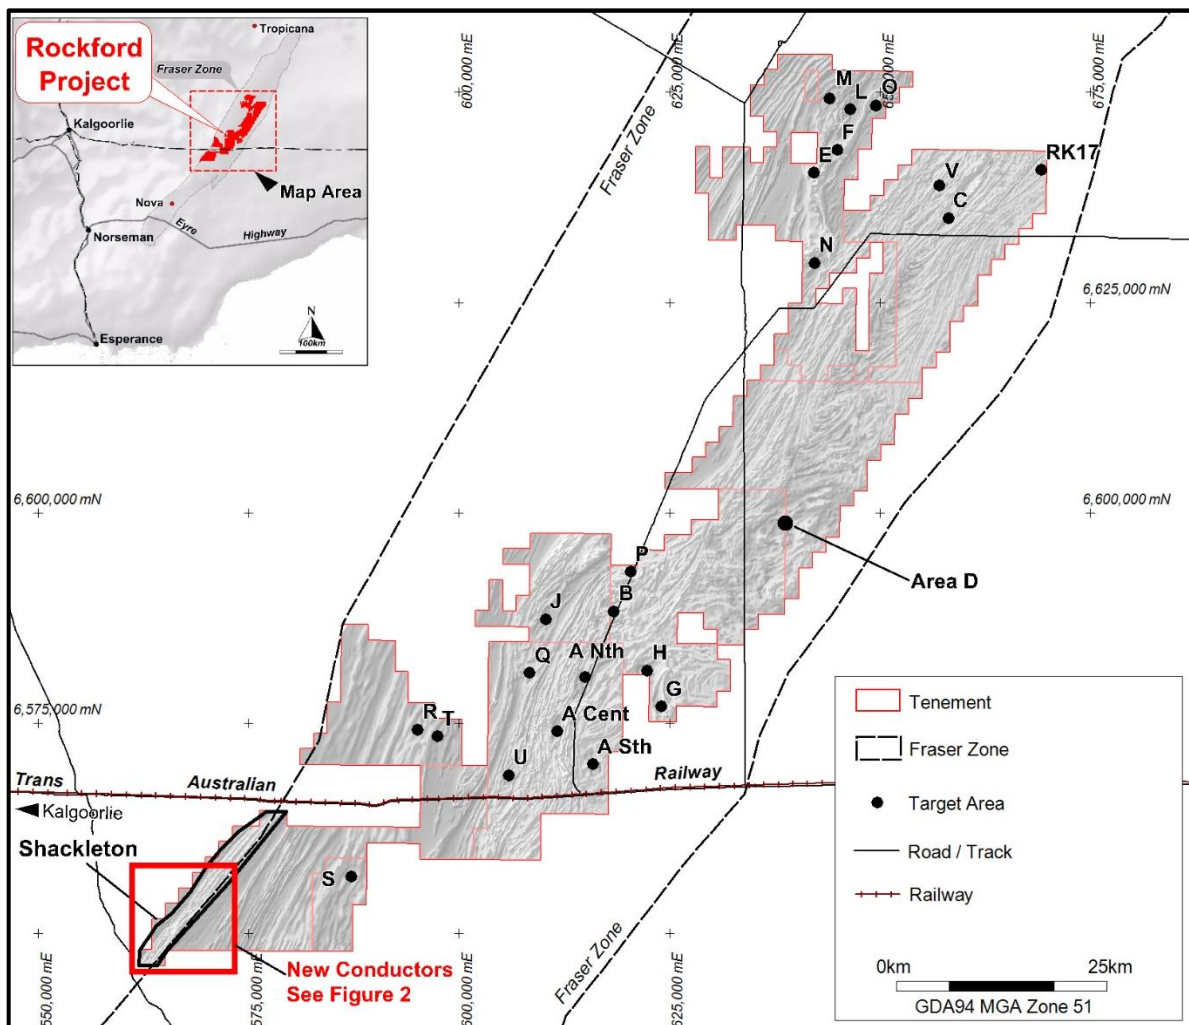 Tropicana
Rockford
Project
Fraser Zone
Kalgoorlie
Map Area
Nova
Eyre
Highway
Norseman
Esperance
N
100km
600,000 mE
625,000 mE
650,000 mE
675,000 mE
Fraser Zone
M
L
O
F
E
V
RK17
C
N
6,625,000 mN
6,625,000 mN
6,600,000 mN
6,600,000 mN
Area D
P
B
J
A Nth
H
Q
G
6,575,000 mN
R
T
A Cent
A Sth
U
Trans
Australian
Railway
Kalgoorlie
Shackleton
S
New Conductors
See Figure 2
Fraser Zone
550,000 mE
575,000 mE
600,000 mE
625,000 mE
Tenement
Fraser Zone
Target Area
Road / Track
Railway
0km
25km
GDA94 MGA Zone 51